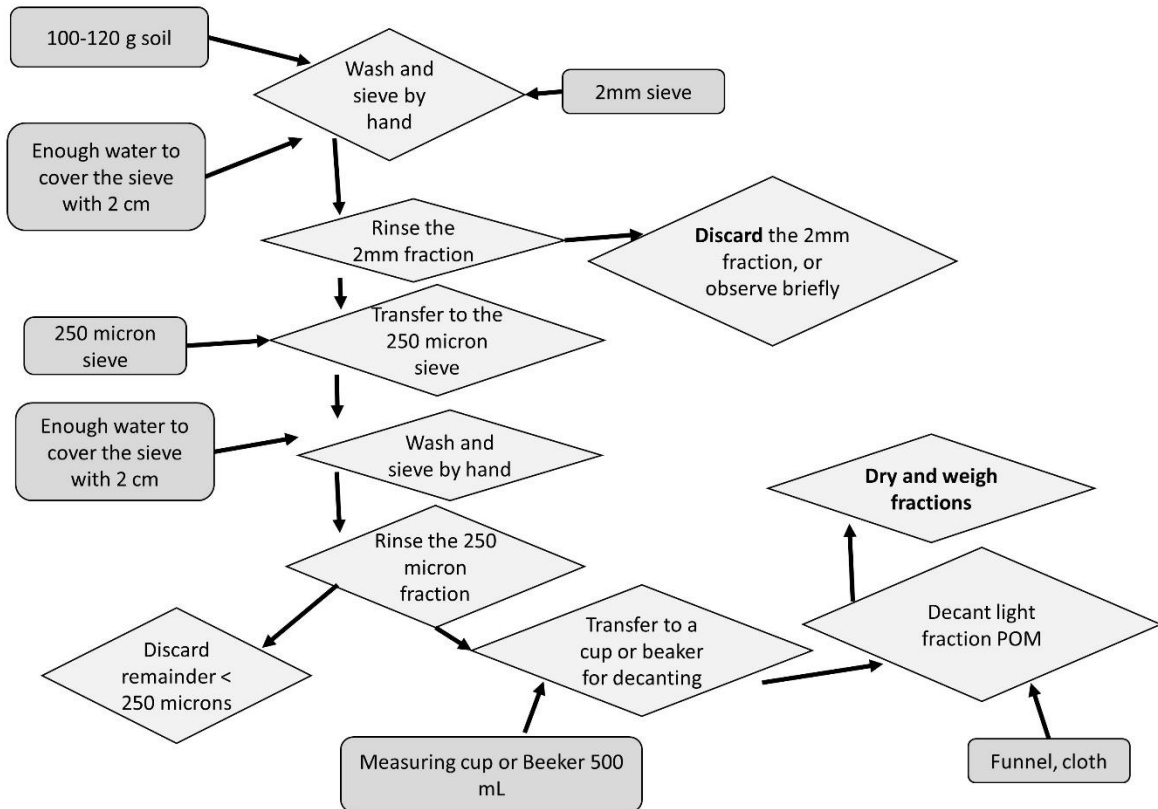 100-120 g soil
Wash and
sieve by
hand
2mm sieve
Enough water to
cover the sieve
with 2 cm
Rinse the
2mm fraction
Discard the 2mm
fraction, or
observe briefly
250 micron
sieve
Transfer to the
250 micron
sieve
Enough water to
cover the sieve
with 2 cm
Wash and
sieve by hand
Dry and weigh
fractions
Rinse the 250
micron
fraction
Discard
remainder <
250 microns
Transfer to a
cup or beaker
for decanting
Decant light
fraction POM
Measuring cup or Beeker 500
mL
Funnel, cloth